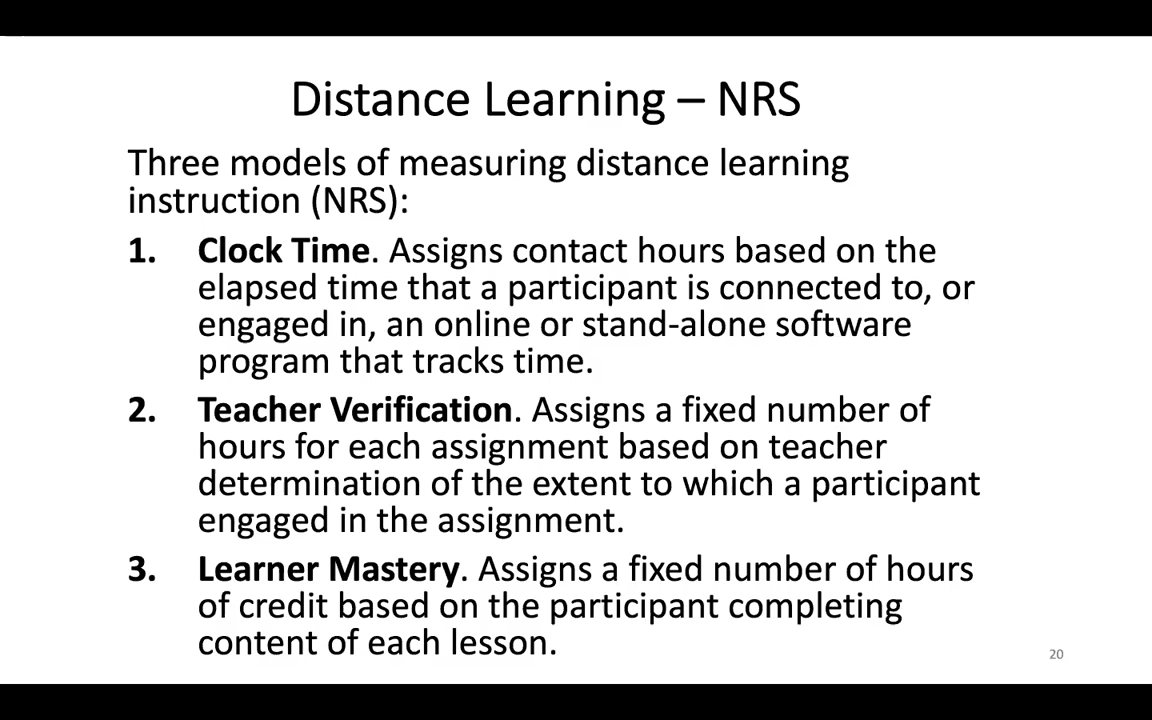 Distance Learning – NRS
Three models of measuring distance learning
instruction (NRS):
1. Clock Time. Assigns contact hours based on the
elapsed time that a participant is connected to, or
engaged in, an online or stand-alone software
program that tracks time.
2. Teacher Verification. Assigns a fixed number of
hours for each assignment based on teacher
determination of the extent to which a participant
engaged in the assignment.
3. Learner Mastery. Assigns a fixed number of hours
of credit based on the participant completing
content of each lesson.
20